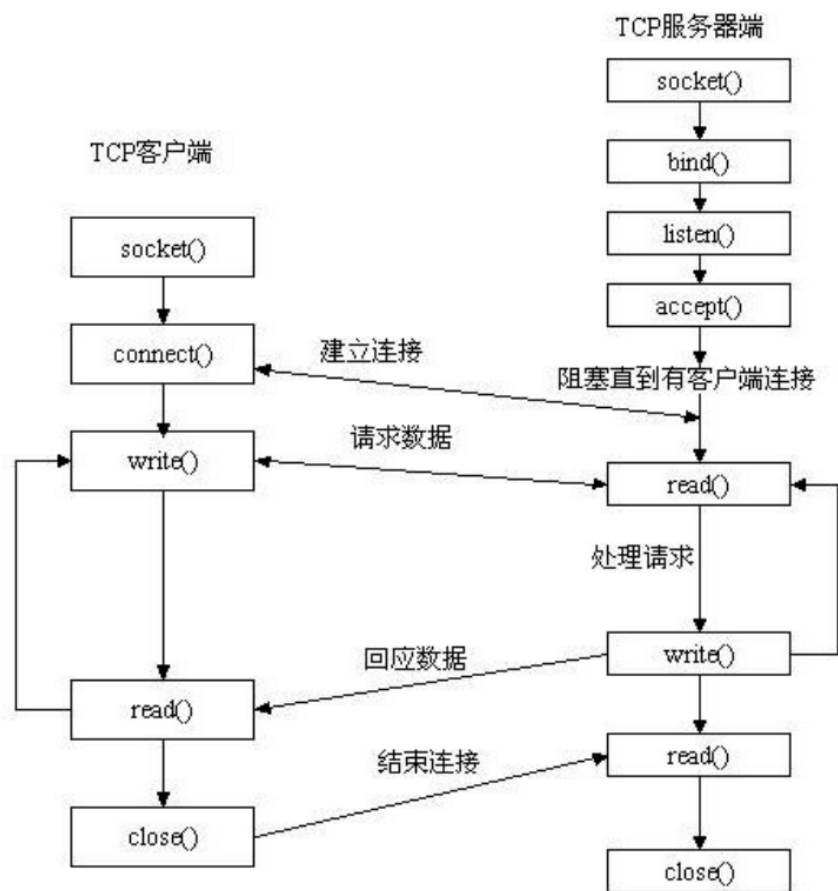 TCP服务器端
socket()
bind()
listen()
accept()
阻塞直到有客户端连接
read()
处理请求
write()
read()
close()
TCP客户端
socket()
connect()
write()
read()
close()
建立连接
请求数据
回应数据
结束连接